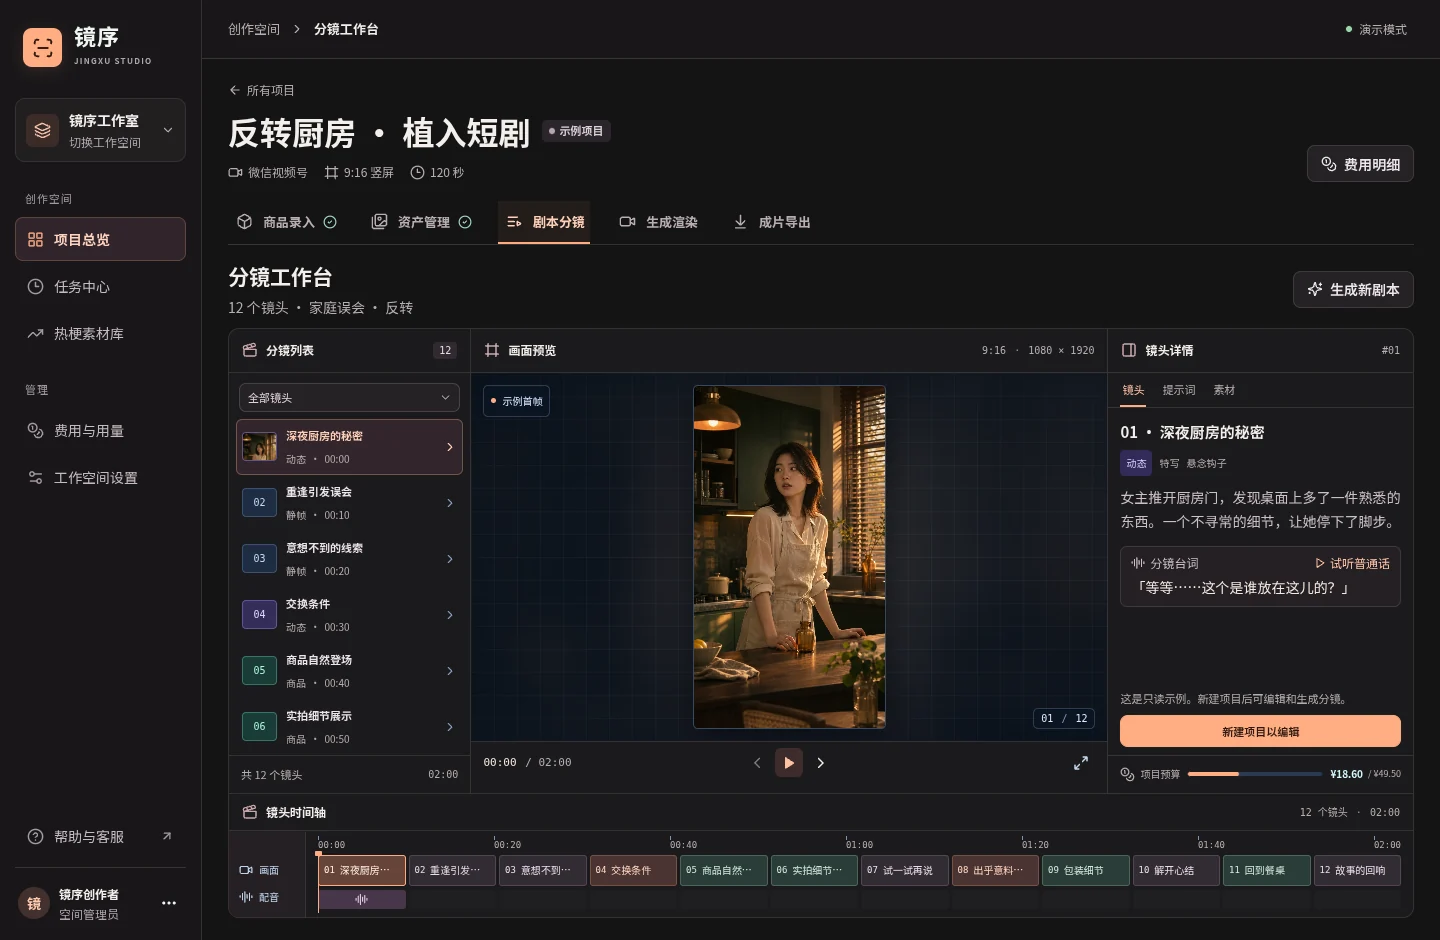 镜序
JINGXU STUDIO
镜序工作室
切换工作空间
创作空间
项目总览
任务中心
热梗素材库
管理
费用与用量
工作空间设置
帮助与客服
镜
镜序创作者
空间管理员
创作空间 > 分镜工作台
演示模式
← 所有项目
反转厨房 · 植入短剧
示例项目
微信视频号 9:16 竖屏 120 秒
费用明细
商品录入 资产管理 剧本分镜 生成渲染 成片导出
分镜工作台
12 个镜头 · 家庭误会 · 反转
生成新剧本
分镜列表 12
全部镜头
深夜厨房的秘密
动态 · 00:00
02 重逢引发误会
静帧 · 00:10
03 意想不到的线索
静帧 · 00:20
04 交换条件
动态 · 00:30
05 商品自然登场
商品 · 00:40
06 实拍细节展示
商品 · 00:50
共 12 个镜头 02:00
画面预览 9:16 · 1080 × 1920
示例首帧
01 / 12
00:00 / 02:00
镜头详情 #01
镜头 提示词 素材
01 · 深夜厨房的秘密
动态 特写 悬念钩子
女主推开厨房门，发现桌面上多了一件熟悉的
东西。一个不寻常的细节，让她停下了脚步。
分镜台词 试听普通话
「等等……这个是谁放在这儿的？」
这是只读示例。新建项目后可编辑和生成分镜。
新建项目以编辑
项目预算 ¥18.60 / ¥49.50
镜头时间轴 12 个镜头 · 02:00
00:00 00:20 00:40 01:00 01:20 01:40 02:00
画面
01 深夜厨房… 02 重逢引发… 03 意想不到… 04 交换条件 05 商品自然… 06 实拍细节… 07 试一试再说 08 出乎意料… 09 包装细节 10 解开心结 11 回到餐桌 12 故事的回响
配音